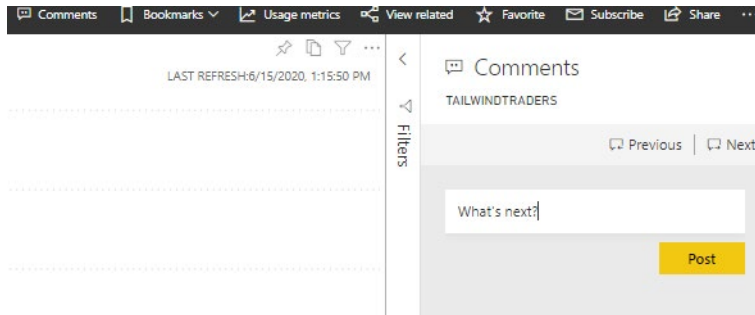 Comments Bookmarks Usage metrics View related Favorite Subscribe Share
LAST REFRESH:6/15/2020, 1:15:50 PM
Filters
Comments
TAILWINDTRADERS
Previous Next
What's next?
Post